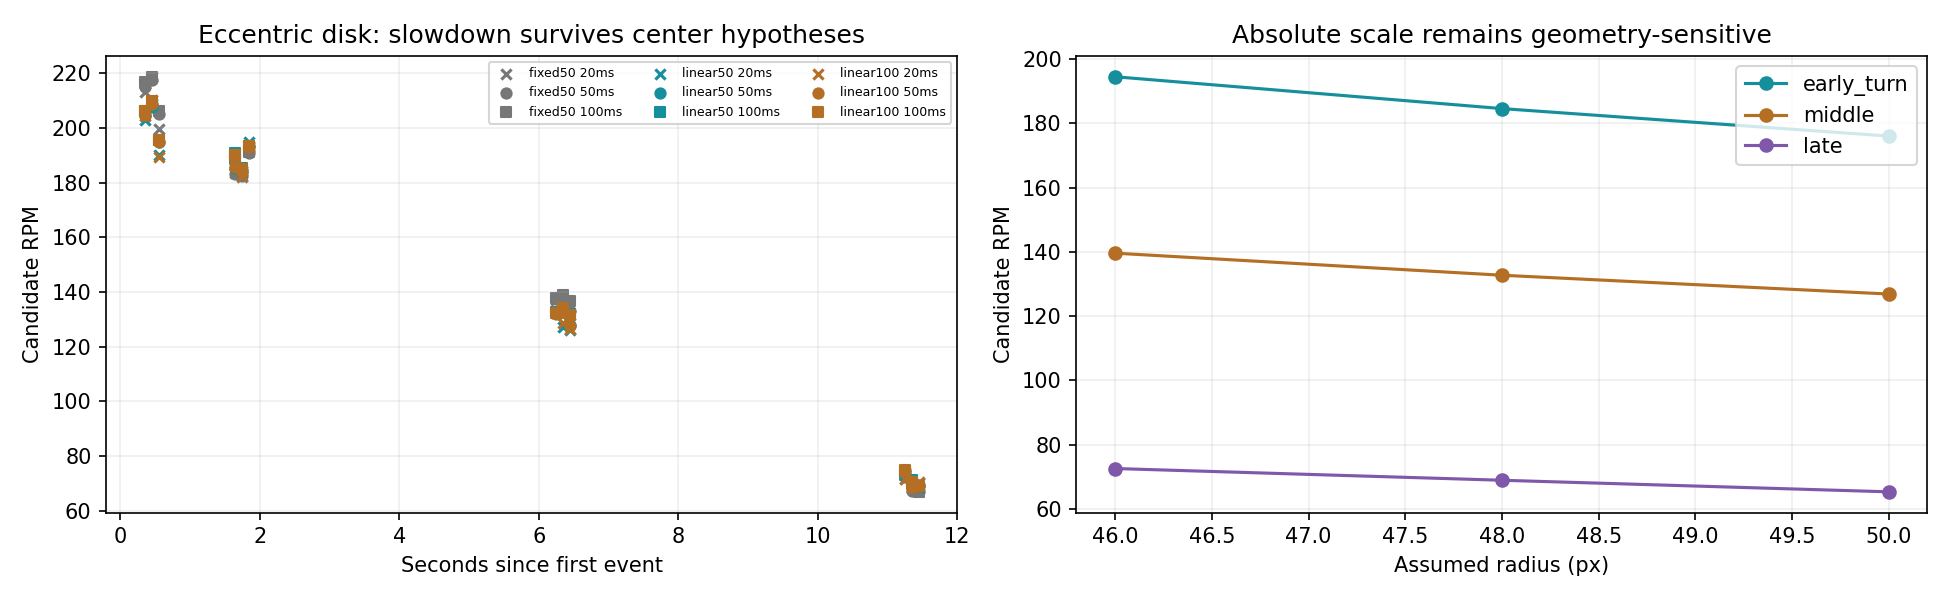 Eccentric disk: slowdown survives center hypotheses
220
200
180
160
140
120
100
80
60
Candidate RPM
fixed50 20ms
fixed50 50ms
fixed50 100ms
linear50 20ms
linear50 50ms
linear50 100ms
linear100 20ms
linear100 50ms
linear100 100ms
0 2 4 6 8 10 12
Seconds since first event
Absolute scale remains geometry-sensitive
200
180
160
140
120
100
80
60
Candidate RPM
early_turn
middle
late
46.0 46.5 47.0 47.5 48.0 48.5 49.0 49.5 50.0
Assumed radius (px)